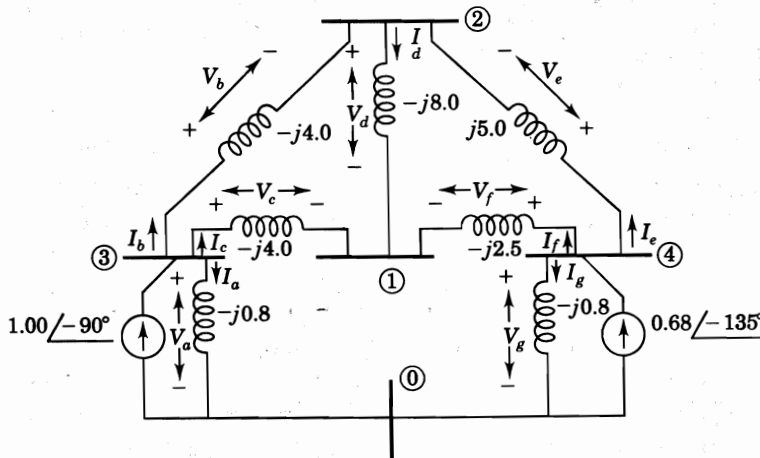 ②
I_d
V_b
V_d
V_e
+
−
+
−
−
+
+
−
−j4.0
−j8.0
j5.0
+ V_c −
− V_f +
I_b
I_c
−j4.0
−j2.5
I_f
I_e
③
①
④
I_a
I_g
+
V_a
−
−j0.8
+
V_g
−
−j0.8
1.00∠−90°
0.68∠−135°
⓪